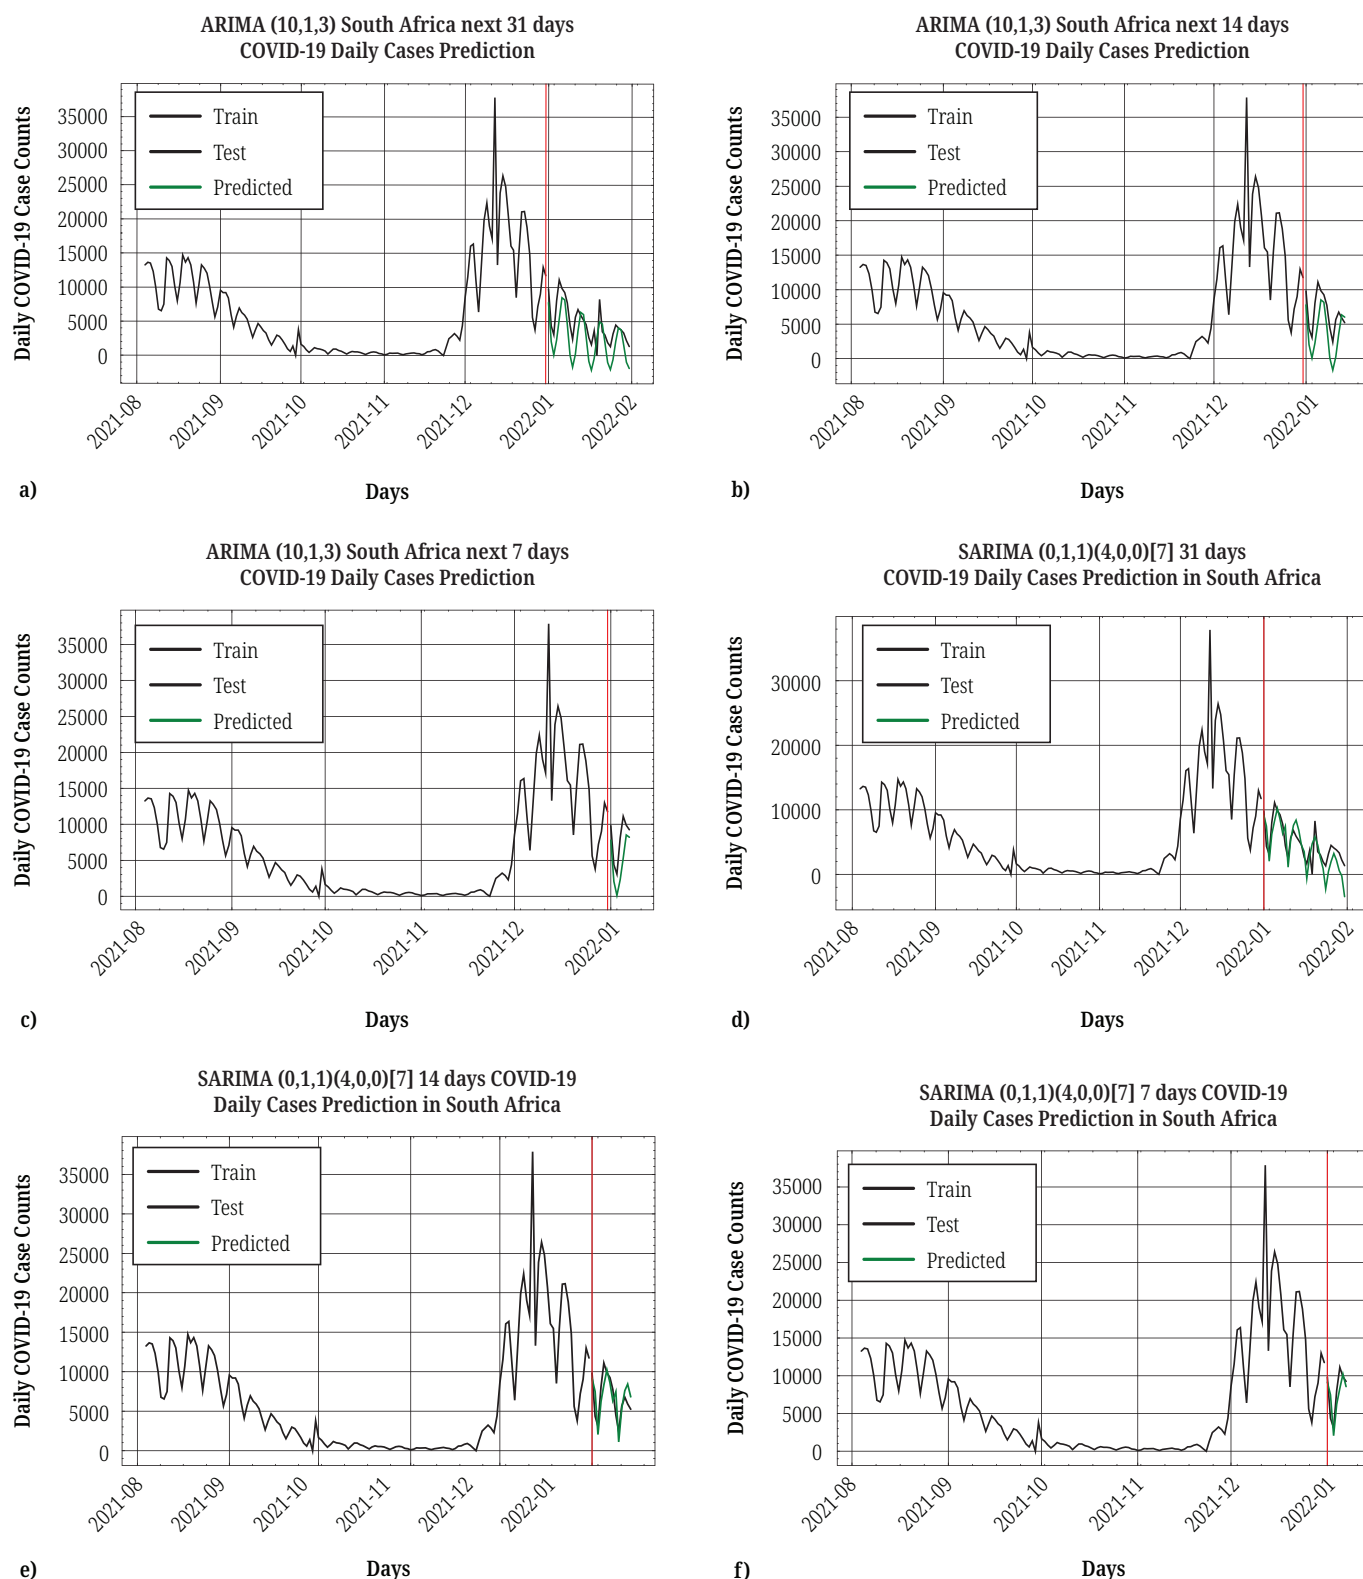 ARIMA (10,1,3) South Africa next 31 days
COVID-19 Daily Cases Prediction
Daily COVID-19 Case Counts
35000
30000
25000
20000
15000
10000
5000
0
Train
Test
Predicted
2021-08
2021-09
2021-10
2021-11
2021-12
2022-01
2022-02
a)
Days
ARIMA (10,1,3) South Africa next 14 days
COVID-19 Daily Cases Prediction
Daily COVID-19 Case Counts
35000
30000
25000
20000
15000
10000
5000
0
Train
Test
Predicted
2021-08
2021-09
2021-10
2021-11
2021-12
2022-01
b)
Days
ARIMA (10,1,3) South Africa next 7 days
COVID-19 Daily Cases Prediction
Daily COVID-19 Case Counts
35000
30000
25000
20000
15000
10000
5000
0
Train
Test
Predicted
2021-08
2021-09
2021-10
2021-11
2021-12
2022-01
c)
Days
SARIMA (0,1,1)(4,0,0)[7] 31 days
COVID-19 Daily Cases Prediction in South Africa
Daily COVID-19 Case Counts
30000
20000
10000
0
Train
Test
Predicted
2021-08
2021-09
2021-10
2021-11
2021-12
2022-01
2022-02
d)
Days
SARIMA (0,1,1)(4,0,0)[7] 14 days COVID-19
Daily Cases Prediction in South Africa
Daily COVID-19 Case Counts
35000
30000
25000
20000
15000
10000
5000
0
Train
Test
Predicted
2021-08
2021-09
2021-10
2021-11
2021-12
2022-01
e)
Days
SARIMA (0,1,1)(4,0,0)[7] 7 days COVID-19
Daily Cases Prediction in South Africa
Daily COVID-19 Case Counts
35000
30000
25000
20000
15000
10000
5000
0
Train
Test
Predicted
2021-08
2021-09
2021-10
2021-11
2021-12
2022-01
f)
Days